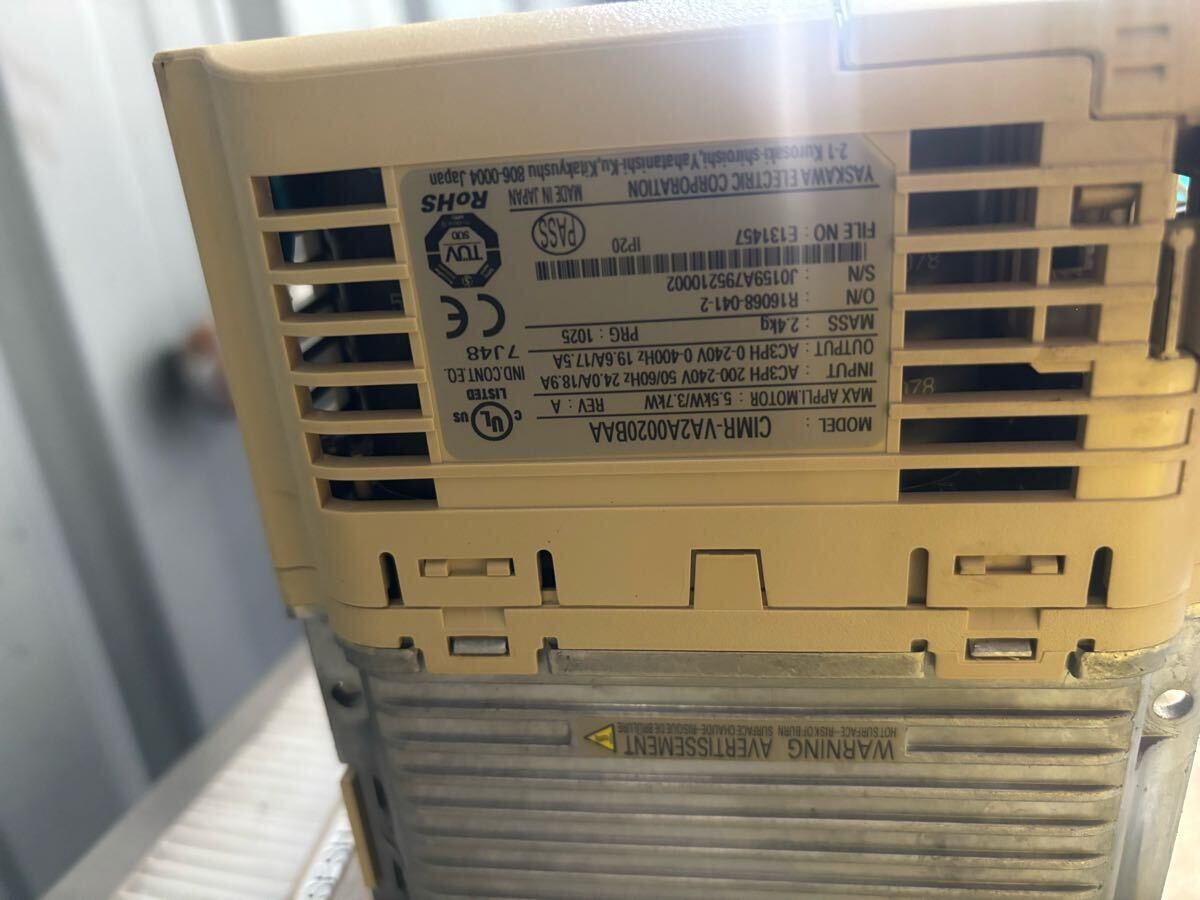 MODEL : CIMR-VA2A0020BAA
MAX APPLI.MOTOR : 5.5kW/3.7kW REV : A
INPUT : AC3PH 200-240V 50/60Hz 24.0A/18.9A
OUTPUT : AC3PH 0-240V 0-400Hz 19.6A/17.5A
MASS : 2.4kg PRG : 1025
O/N : R16068-041-2
S/N : J0159A795210002
FILE NO : E131457 IP20
PASS
YASKAWA ELECTRIC CORPORATION MADE IN JAPAN
2-1 Kurosaki-shiroishi,Yahatanishi-Ku,Kitakyushu 806-0004 Japan
C UL US
LISTED
IND.CONT.EQ.
7J48
CE
TÜV
SÜD
RoHS
WARNING AVERTISSEMENT
HOT SURFACE-RISK OF BURN SURFACE CHAUDE-RISQUE DE BRÛLURE